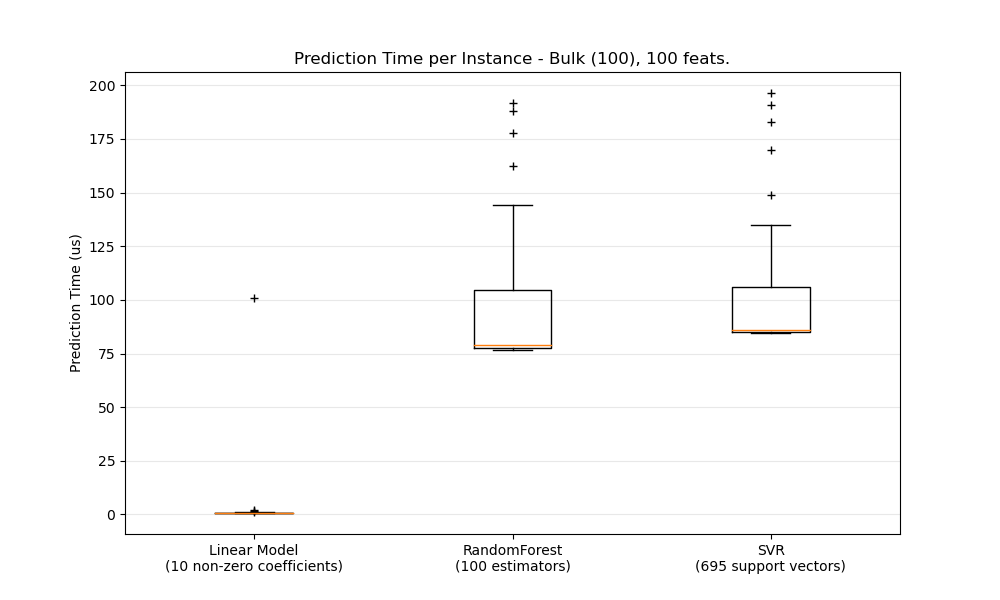 Prediction Time per Instance - Bulk (100), 100 feats.
Prediction Time (us)
200
175
150
125
100
75
50
25
0
Linear Model
(10 non-zero coefficients)
RandomForest
(100 estimators)
SVR
(695 support vectors)